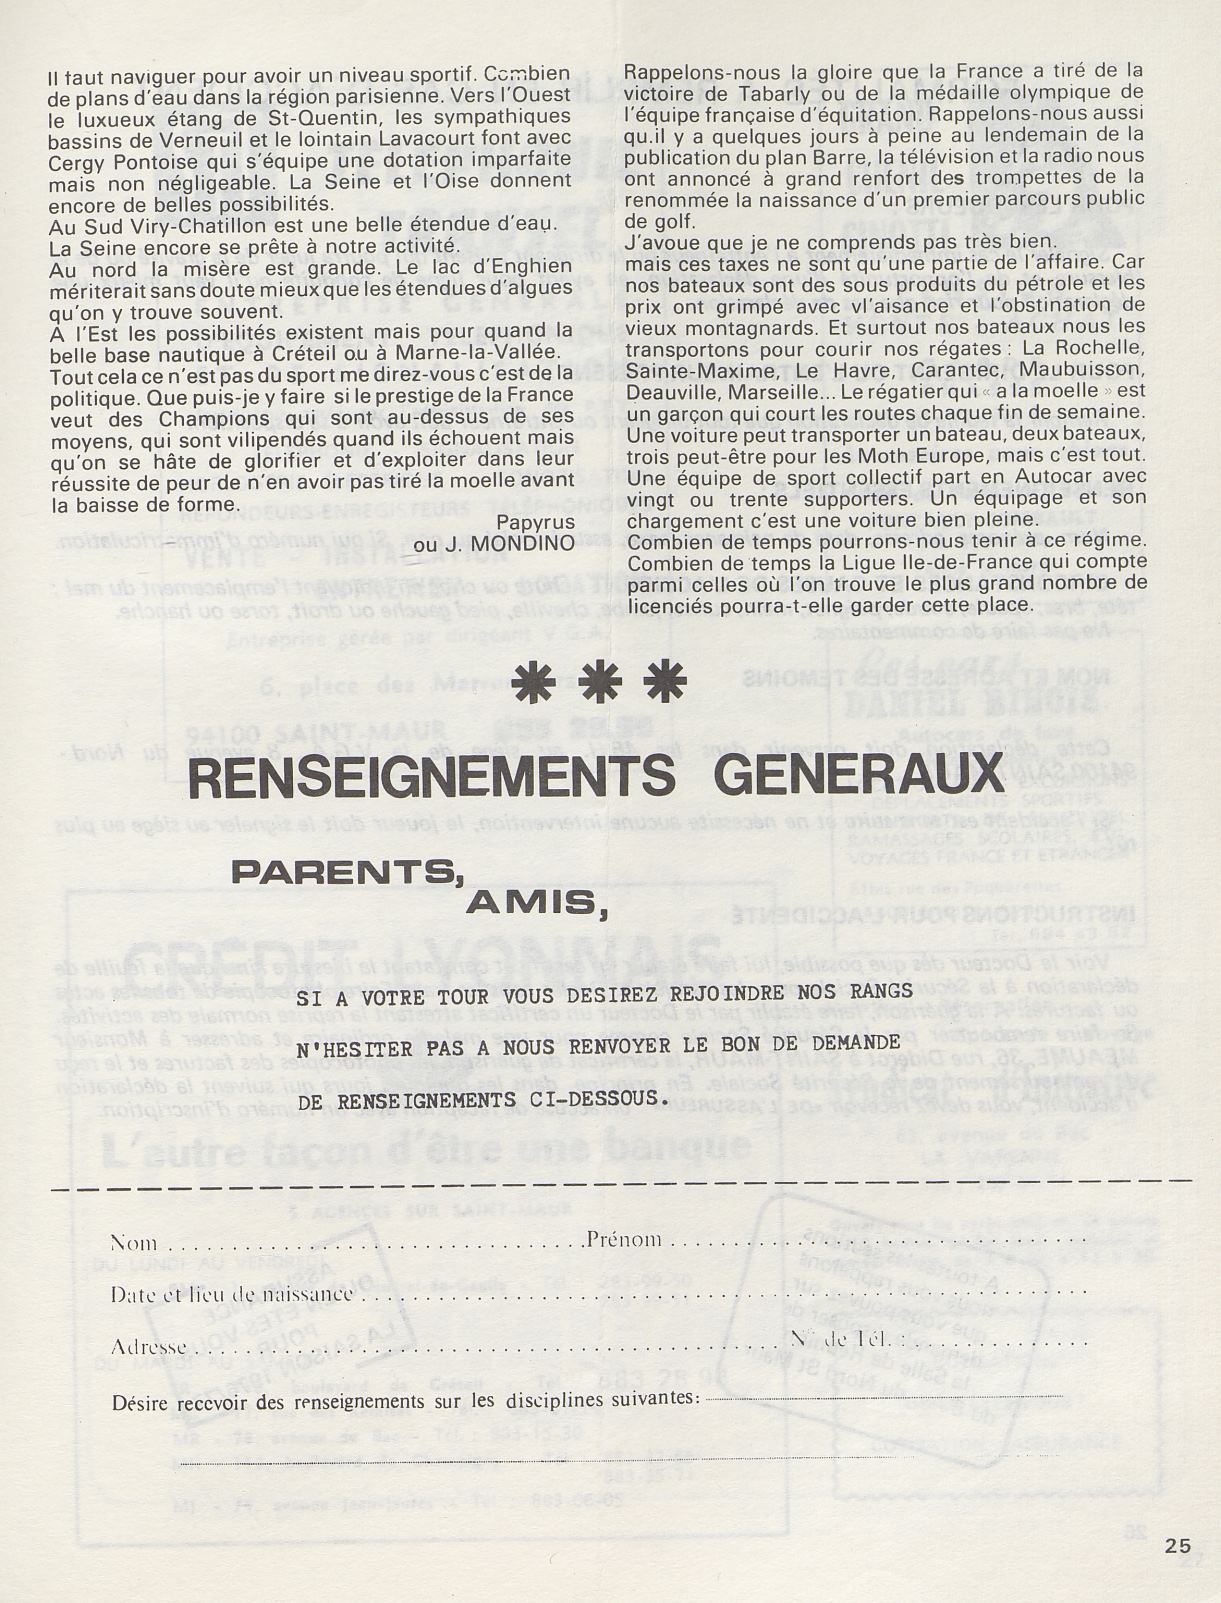 Il faut naviguer pour avoir un niveau sportif. Combien
de plans d'eau dans la région parisienne. Vers l'Ouest
le luxueux étang de St-Quentin, les sympathiques
bassins de Verneuil et le lointain Lavacourt font avec
Cergy Pontoise qui s'équipe une dotation imparfaite
mais non négligeable. La Seine et l'Oise donnent
encore de belles possibilités.
Au Sud Viry-Chatillon est une belle étendue d'eau.
La Seine encore se prête à notre activité.
Au nord la misère est grande. Le lac d'Enghien
mériterait sans doute mieux que les étendues d'algues
qu'on y trouve souvent.
A l'Est les possibilités existent mais pour quand la
belle base nautique à Créteil ou à Marne-la-Vallée.
Tout cela ce n'est pas du sport me direz-vous c'est de la
politique. Que puis-je y faire si le prestige de la France
veut des Champions qui sont au-dessus de ses
moyens, qui sont vilipendés quand ils échouent mais
qu'on se hâte de glorifier et d'exploiter dans leur
réussite de peur de n'en avoir pas tiré la moelle avant
la baisse de forme.
Papyrus
ou J. MONDINO
Rappelons-nous la gloire que la France a tiré de la
victoire de Tabarly ou de la médaille olympique de
l'équipe française d'équitation. Rappelons-nous aussi
qu.il y a quelques jours à peine au lendemain de la
publication du plan Barre, la télévision et la radio nous
ont annoncé à grand renfort des trompettes de la
renommée la naissance d'un premier parcours public
de golf.
J'avoue que je ne comprends pas très bien.
mais ces taxes ne sont qu'une partie de l'affaire. Car
nos bateaux sont des sous produits du pétrole et les
prix ont grimpé avec vl'aisance et l'obstination de
vieux montagnards. Et surtout nos bateaux nous les
transportons pour courir nos régates : La Rochelle,
Sainte-Maxime, Le Havre, Carantec, Maubuisson,
Deauville, Marseille... Le régatier qui « a la moelle » est
un garçon qui court les routes chaque fin de semaine.
Une voiture peut transporter un bateau, deux bateaux,
trois peut-être pour les Moth Europe, mais c'est tout.
Une équipe de sport collectif part en Autocar avec
vingt ou trente supporters. Un équipage et son
chargement c'est une voiture bien pleine.
Combien de temps pourrons-nous tenir à ce régime.
Combien de temps la Ligue Ile-de-France qui compte
parmi celles où l'on trouve le plus grand nombre de
licenciés pourra-t-elle garder cette place.
✱ ✱ ✱
RENSEIGNEMENTS GENERAUX
PARENTS,
AMIS,
SI A VOTRE TOUR VOUS DESIREZ REJOINDRE NOS RANGS
N'HESITER PAS A NOUS RENVOYER LE BON DE DEMANDE
DE RENSEIGNEMENTS CI-DESSOUS.
Nom ........................................Prénom ........................................
Date et lieu de naissance ........................................
Adresse ........................................ N° de Tél. : ....................
Désire recevoir des renseignements sur les disciplines suivantes: ........................................
25